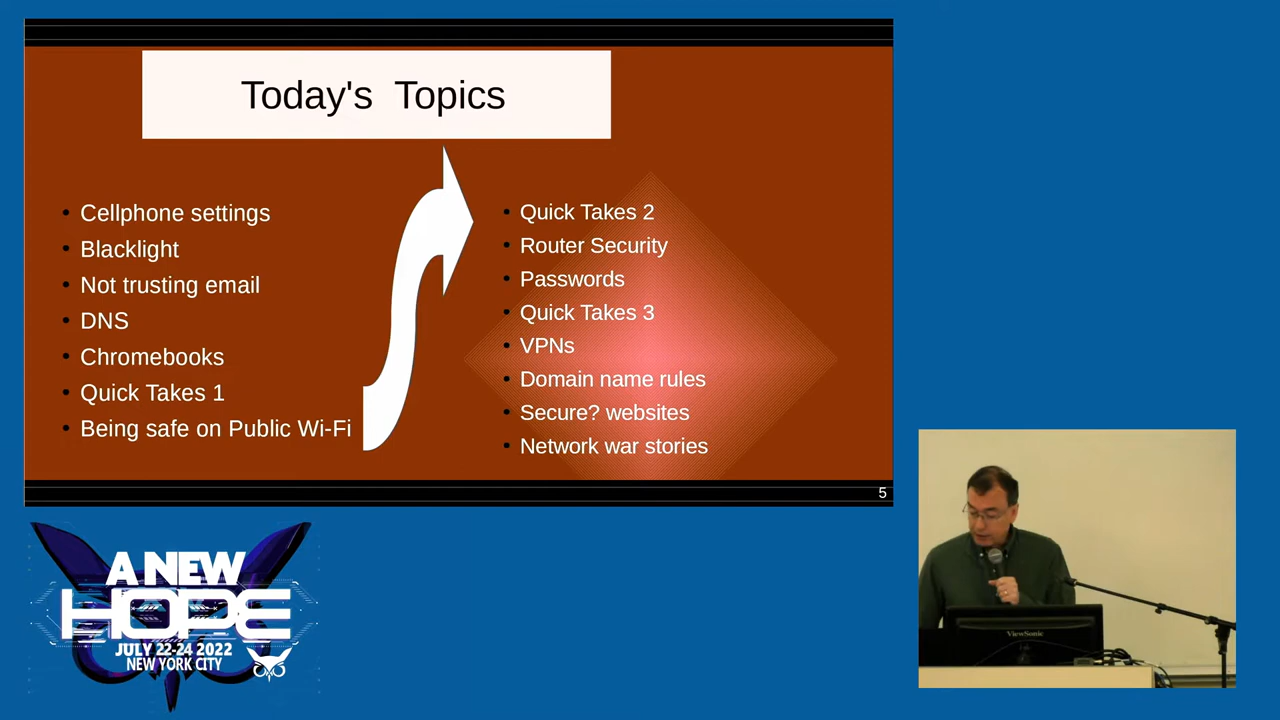 Today's Topics
Cellphone settings
Blacklight
Not trusting email
DNS
Chromebooks
Quick Takes 1
Being safe on Public Wi-Fi
Quick Takes 2
Router Security
Passwords
Quick Takes 3
VPNs
Domain name rules
Secure? websites
Network war stories
5
A NEW
HOPE
JULY 22-24 2022
NEW YORK CITY
ViewSonic